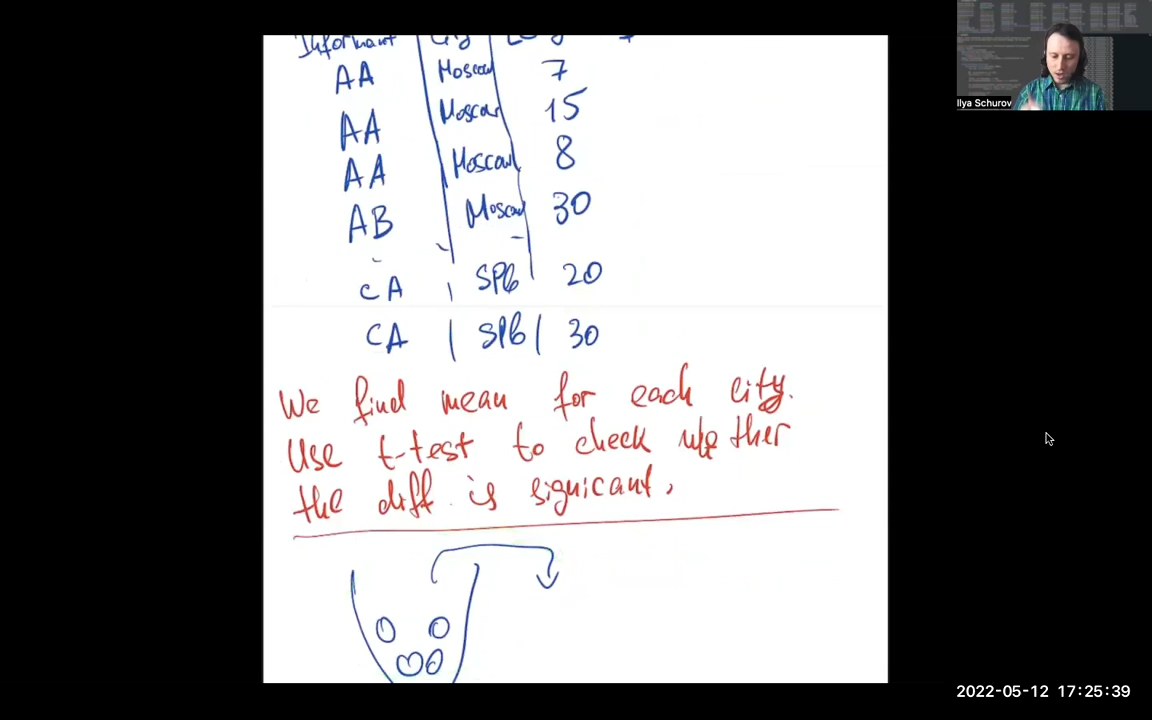 Informant | City |
AA | Moscow 7
AA | Moscow 15
AA | Moscow 8
AB | Moscow 30
CA | SPb | 20
CA | SPb | 30
We find mean for each city.
Use t-test to check whether
the diff. is signicant.
Ilya Schurov
2022-05-12 17:25:39